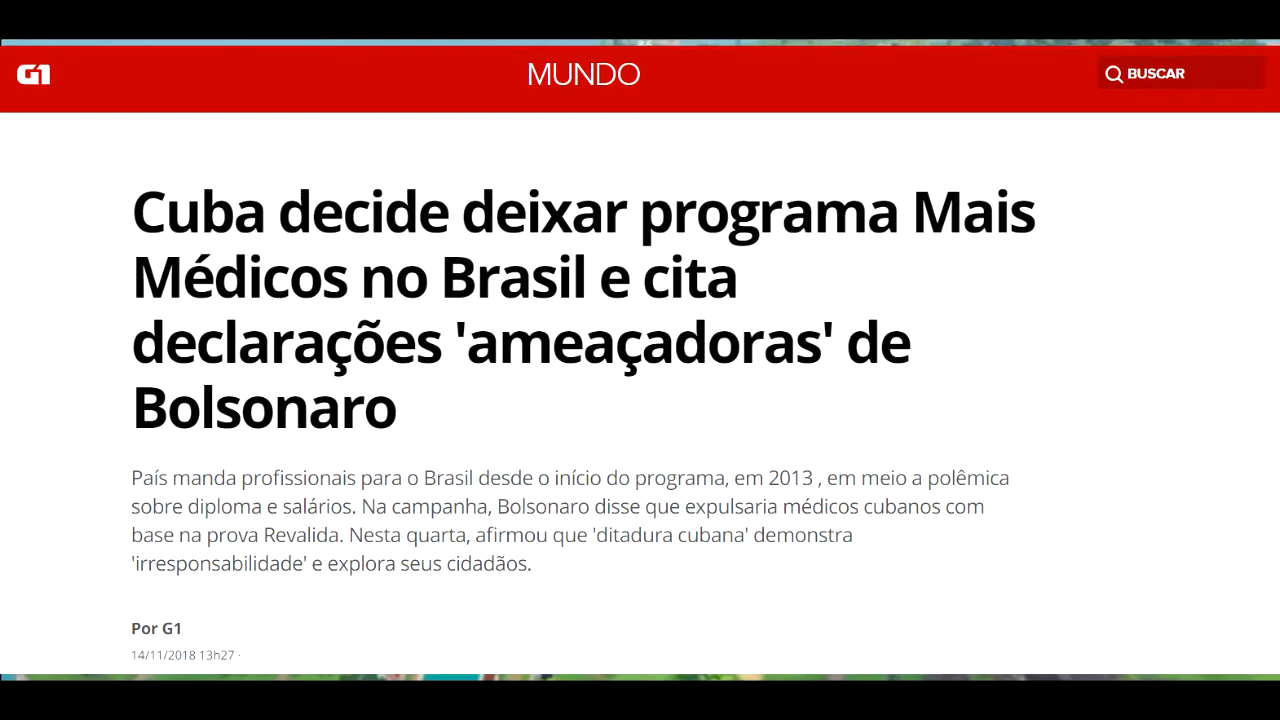 G1
MUNDO
BUSCAR
Cuba decide deixar programa Mais
Médicos no Brasil e cita
declarações 'ameaçadoras' de
Bolsonaro
País manda profissionais para o Brasil desde o início do programa, em 2013 , em meio a polêmica
sobre diploma e salários. Na campanha, Bolsonaro disse que expulsaria médicos cubanos com
base na prova Revalida. Nesta quarta, afirmou que 'ditadura cubana' demonstra
'irresponsabilidade' e explora seus cidadãos.
Por G1
14/11/2018 13h27 ·